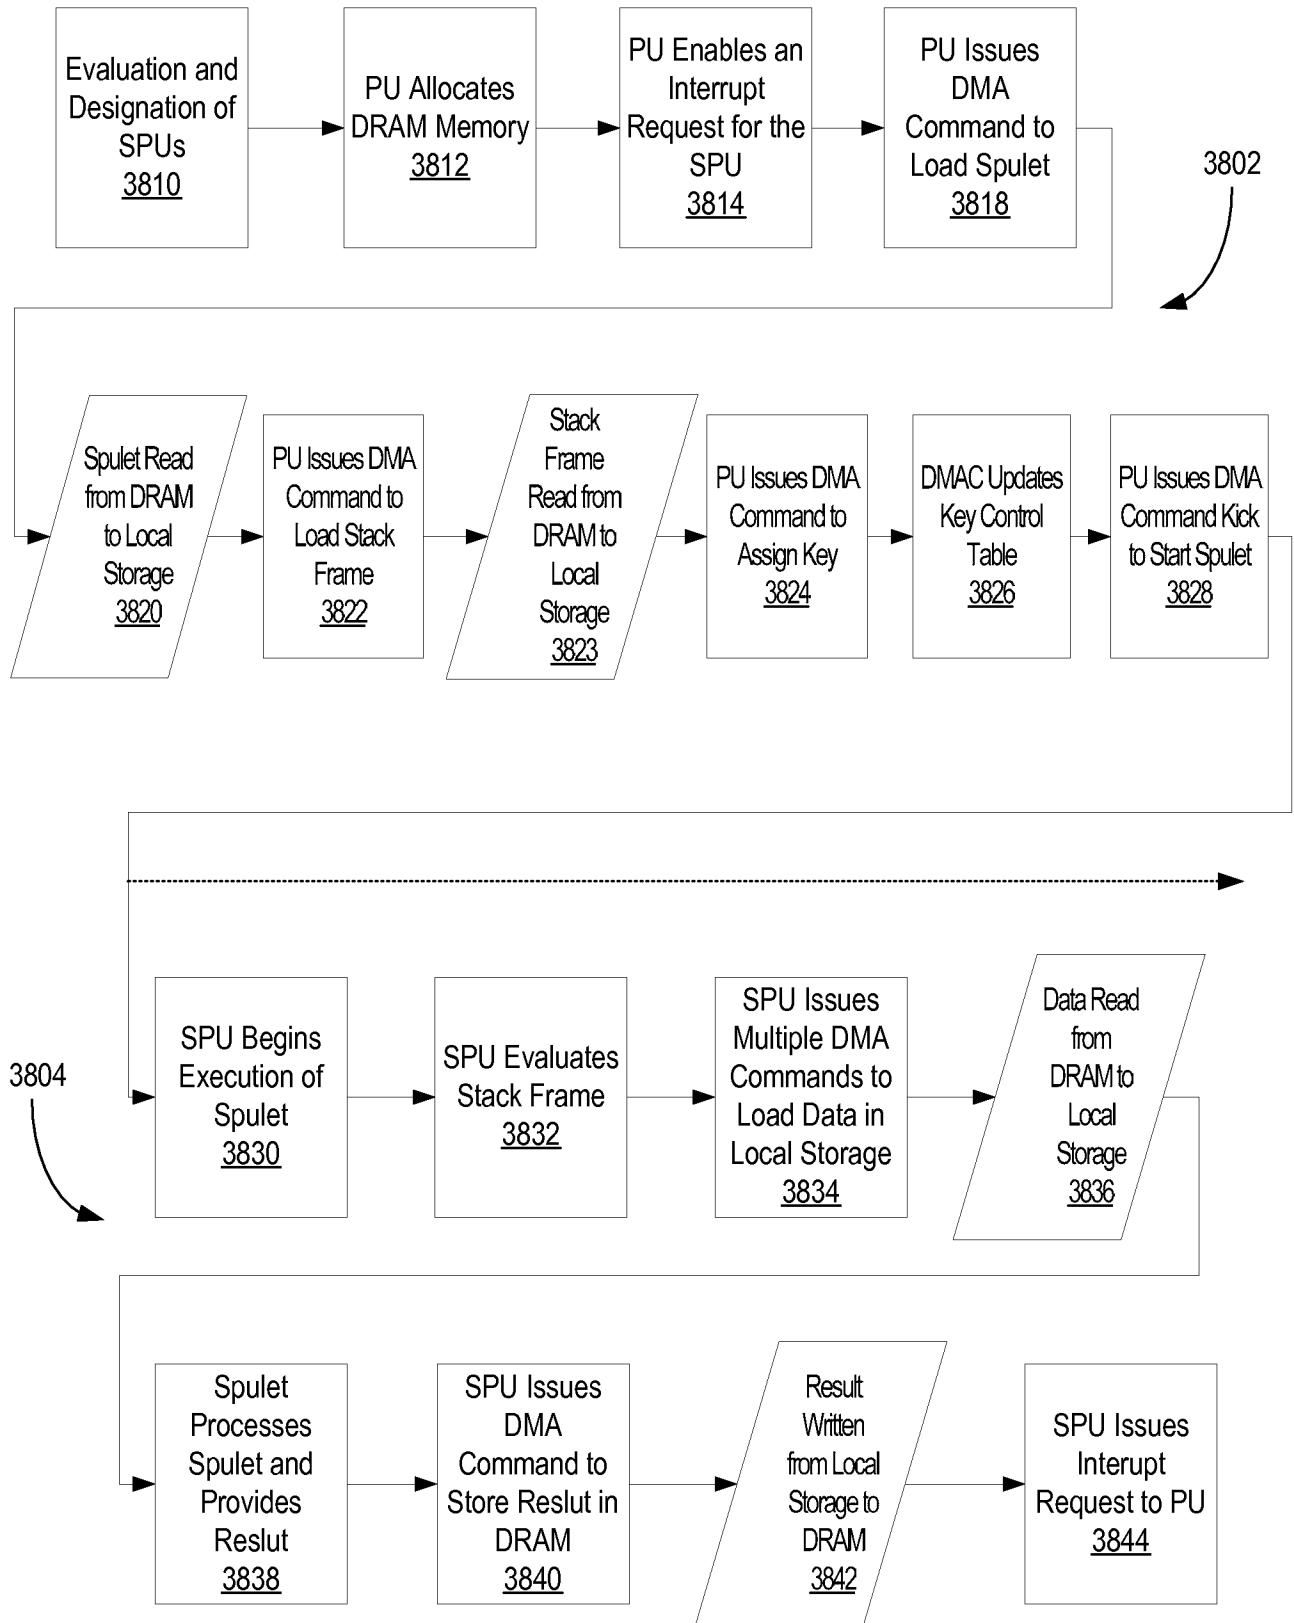 Evaluation and
Designation of
SPUs
3810
PU Allocates
DRAM Memory
3812
PU Enables an
Interrupt
Request for the
SPU
3814
PU Issues
DMA
Command to
Load Spulet
3818
3802
Spulet Read
from DRAM
to Local
Storage
3820
PU Issues DMA
Command to
Load Stack
Frame
3822
Stack
Frame
Read from
DRAM to
Local
Storage
3823
PU Issues DMA
Command to
Assign Key
3824
DMAC Updates
Key Control
Table
3826
PU Issues DMA
Command Kick
to Start Spulet
3828
3804
SPU Begins
Execution of
Spulet
3830
SPU Evaluates
Stack Frame
3832
SPU Issues
Multiple DMA
Commands to
Load Data in
Local Storage
3834
Data Read
from
DRAM to
Local
Storage
3836
Spulet
Processes
Spulet and
Provides
Reslut
3838
SPU Issues
DMA
Command to
Store Reslut in
DRAM
3840
Result
Written
from Local
Storage to
DRAM
3842
SPU Issues
Interupt
Request to PU
3844